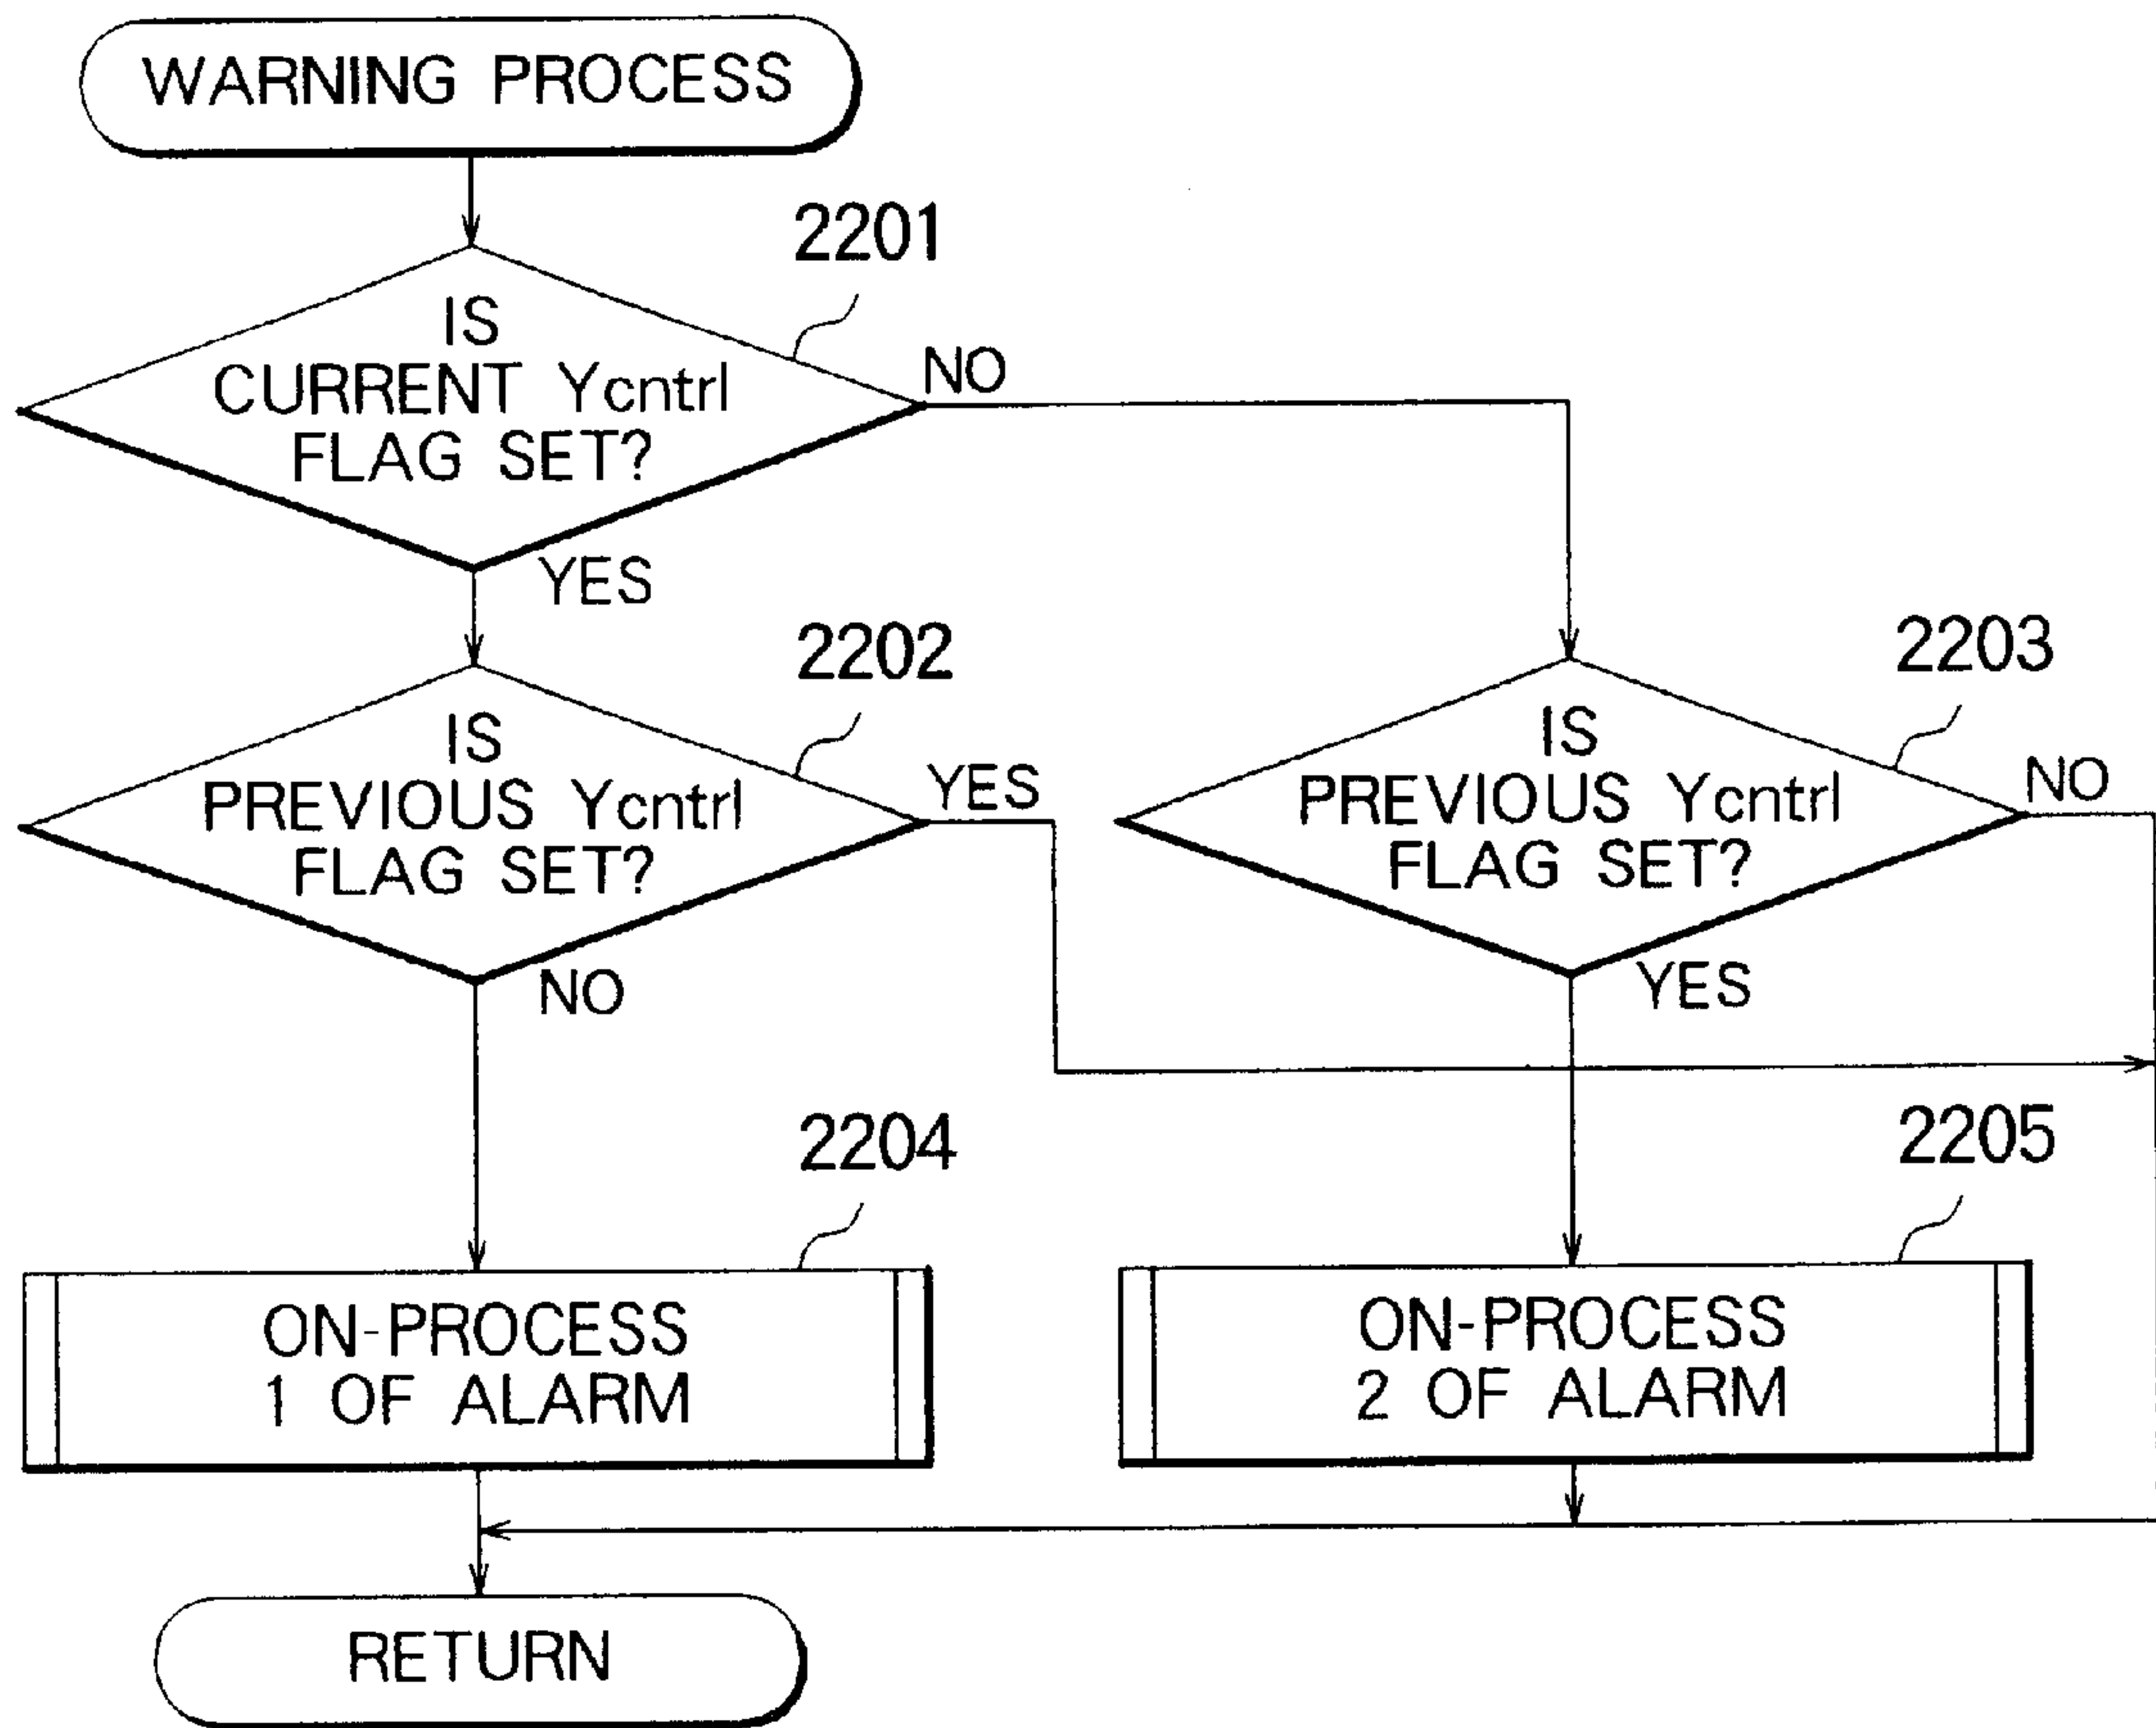 WARNING PROCESS
2201
IS
CURRENT Ycntrl
FLAG SET?
NO
YES
2202
IS
PREVIOUS Ycntrl
FLAG SET?
YES
NO
2203
IS
PREVIOUS Ycntrl
FLAG SET?
NO
YES
2204
ON-PROCESS
1 OF ALARM
2205
ON-PROCESS
2 OF ALARM
RETURN